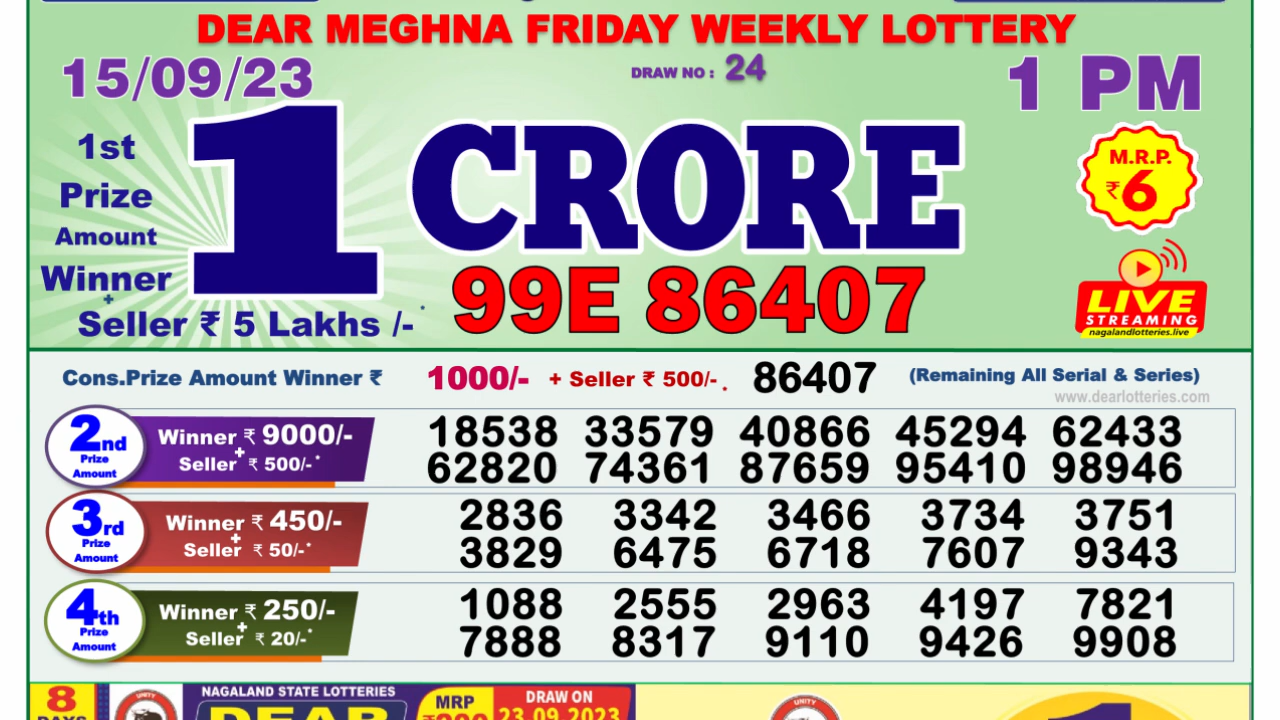 DEAR MEGHNA FRIDAY WEEKLY LOTTERY
15/09/23
DRAW NO : 24
1 PM
1st
Prize
Amount
Winner
+
Seller ₹ 5 Lakhs /-*
1 CRORE
99E 86407
M.R.P.
₹6
LIVE
STREAMING
nagalandlotteries.live
Cons.Prize Amount Winner ₹ 1000/- + Seller ₹ 500/-. 86407 (Remaining All Serial & Series)
www.dearlotteries.com
2nd
Prize
Amount
Winner ₹ 9000/-
+
Seller ₹ 500/-*
18538 33579 40866 45294 62433
62820 74361 87659 95410 98946
3rd
Prize
Amount
Winner ₹ 450/-
+
Seller ₹ 50/-*
2836 3342 3466 3734 3751
3829 6475 6718 7607 9343
4th
Prize
Amount
Winner ₹ 250/-
+
Seller ₹ 20/-*
1088 2555 2963 4197 7821
7888 8317 9110 9426 9908
8
DAYS
UNITY
NAGALAND STATE LOTTERIES
DEAR
MRP
DRAW ON
23.09.2023
UNITY
1